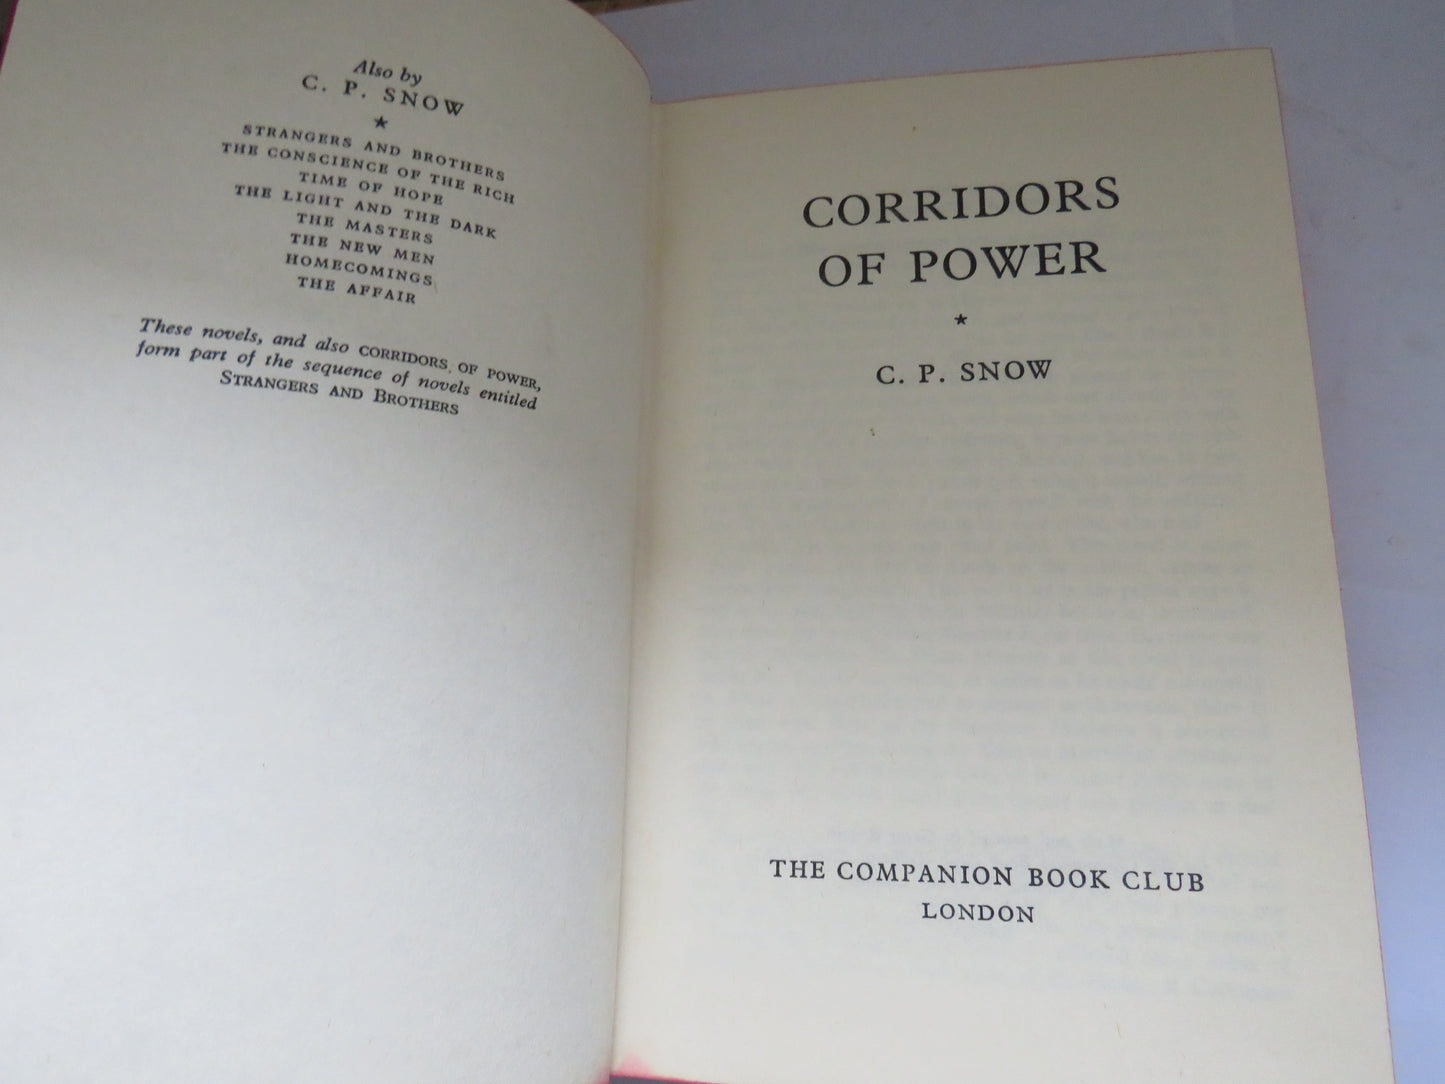 Also by
C. P. SNOW
★
STRANGERS AND BROTHERS
THE CONSCIENCE OF THE RICH
TIME OF HOPE
THE LIGHT AND THE DARK
THE MASTERS
THE NEW MEN
HOMECOMINGS
THE AFFAIR
These novels, and also CORRIDORS OF POWER,
form part of the sequence of novels entitled
STRANGERS AND BROTHERS
CORRIDORS
OF POWER
★
C. P. SNOW
THE COMPANION BOOK CLUB
LONDON